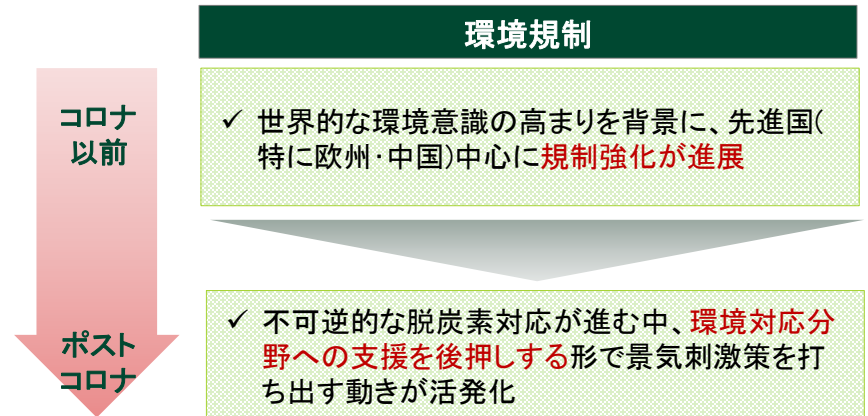 環境規制
コロナ
以前
✓ 世界的な環境意識の高まりを背景に、先進国(
特に欧州・中国)中心に規制強化が進展
ポスト
コロナ
✓ 不可逆的な脱炭素対応が進む中、環境対応分
野への支援を後押しする形で景気刺激策を打
ち出す動きが活発化